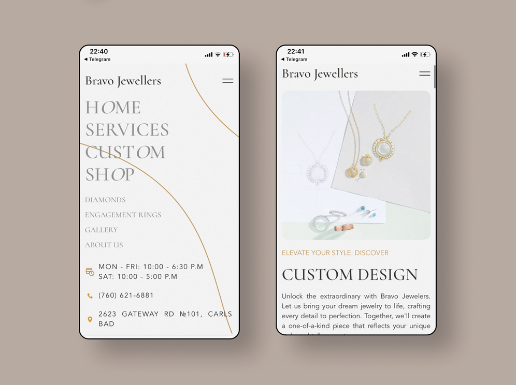 22:40
◄ Telegram
Bravo Jewellers
HOME
SERVICES
CUSTOM
SHOP
DIAMONDS
ENGAGEMENT RINGS
GALLERY
ABOUT US
MON - FRI: 10:00 - 6:30 P.M
SAT: 10:00 - 5:00 P.M
(760) 621-6881
2623 GATEWAY RD №101, CARLS
BAD
22:41
◄ Telegram
Bravo Jewellers
ELEVATE YOUR STYLE: DISCOVER
CUSTOM DESIGN
Unlock the extraordinary with Bravo Jewelers.
Let us bring your dream jewelry to life, crafting
every detail to perfection. Together, we'll create
a one-of-a-kind piece that reflects your unique